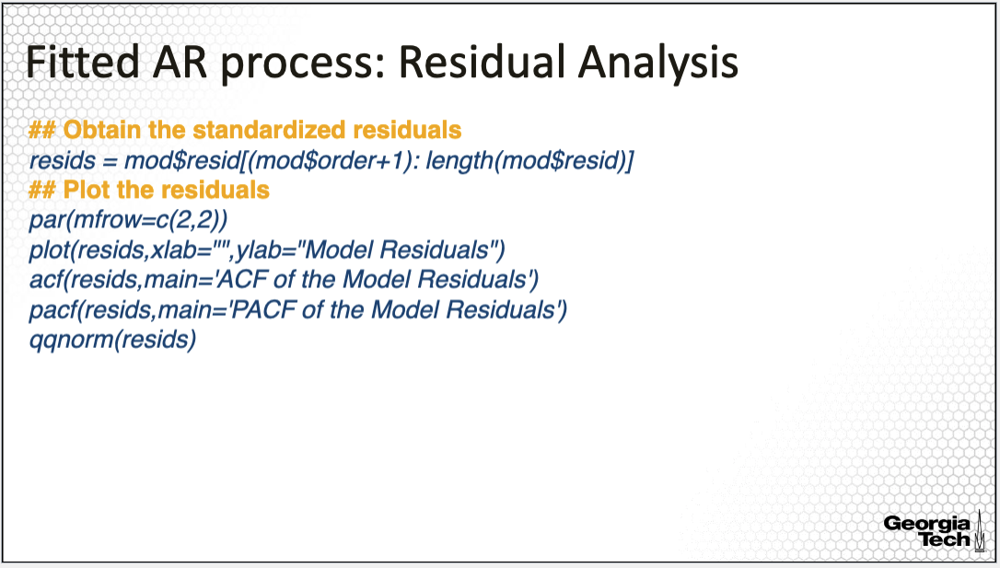 Fitted AR process: Residual Analysis
## Obtain the standardized residuals
resids = mod$resid[(mod$order+1): length(mod$resid)]
## Plot the residuals
par(mfrow=c(2,2))
plot(resids,xlab="",ylab="Model Residuals")
acf(resids,main='ACF of the Model Residuals')
pacf(resids,main='PACF of the Model Residuals')
qqnorm(resids)
Georgia
Tech